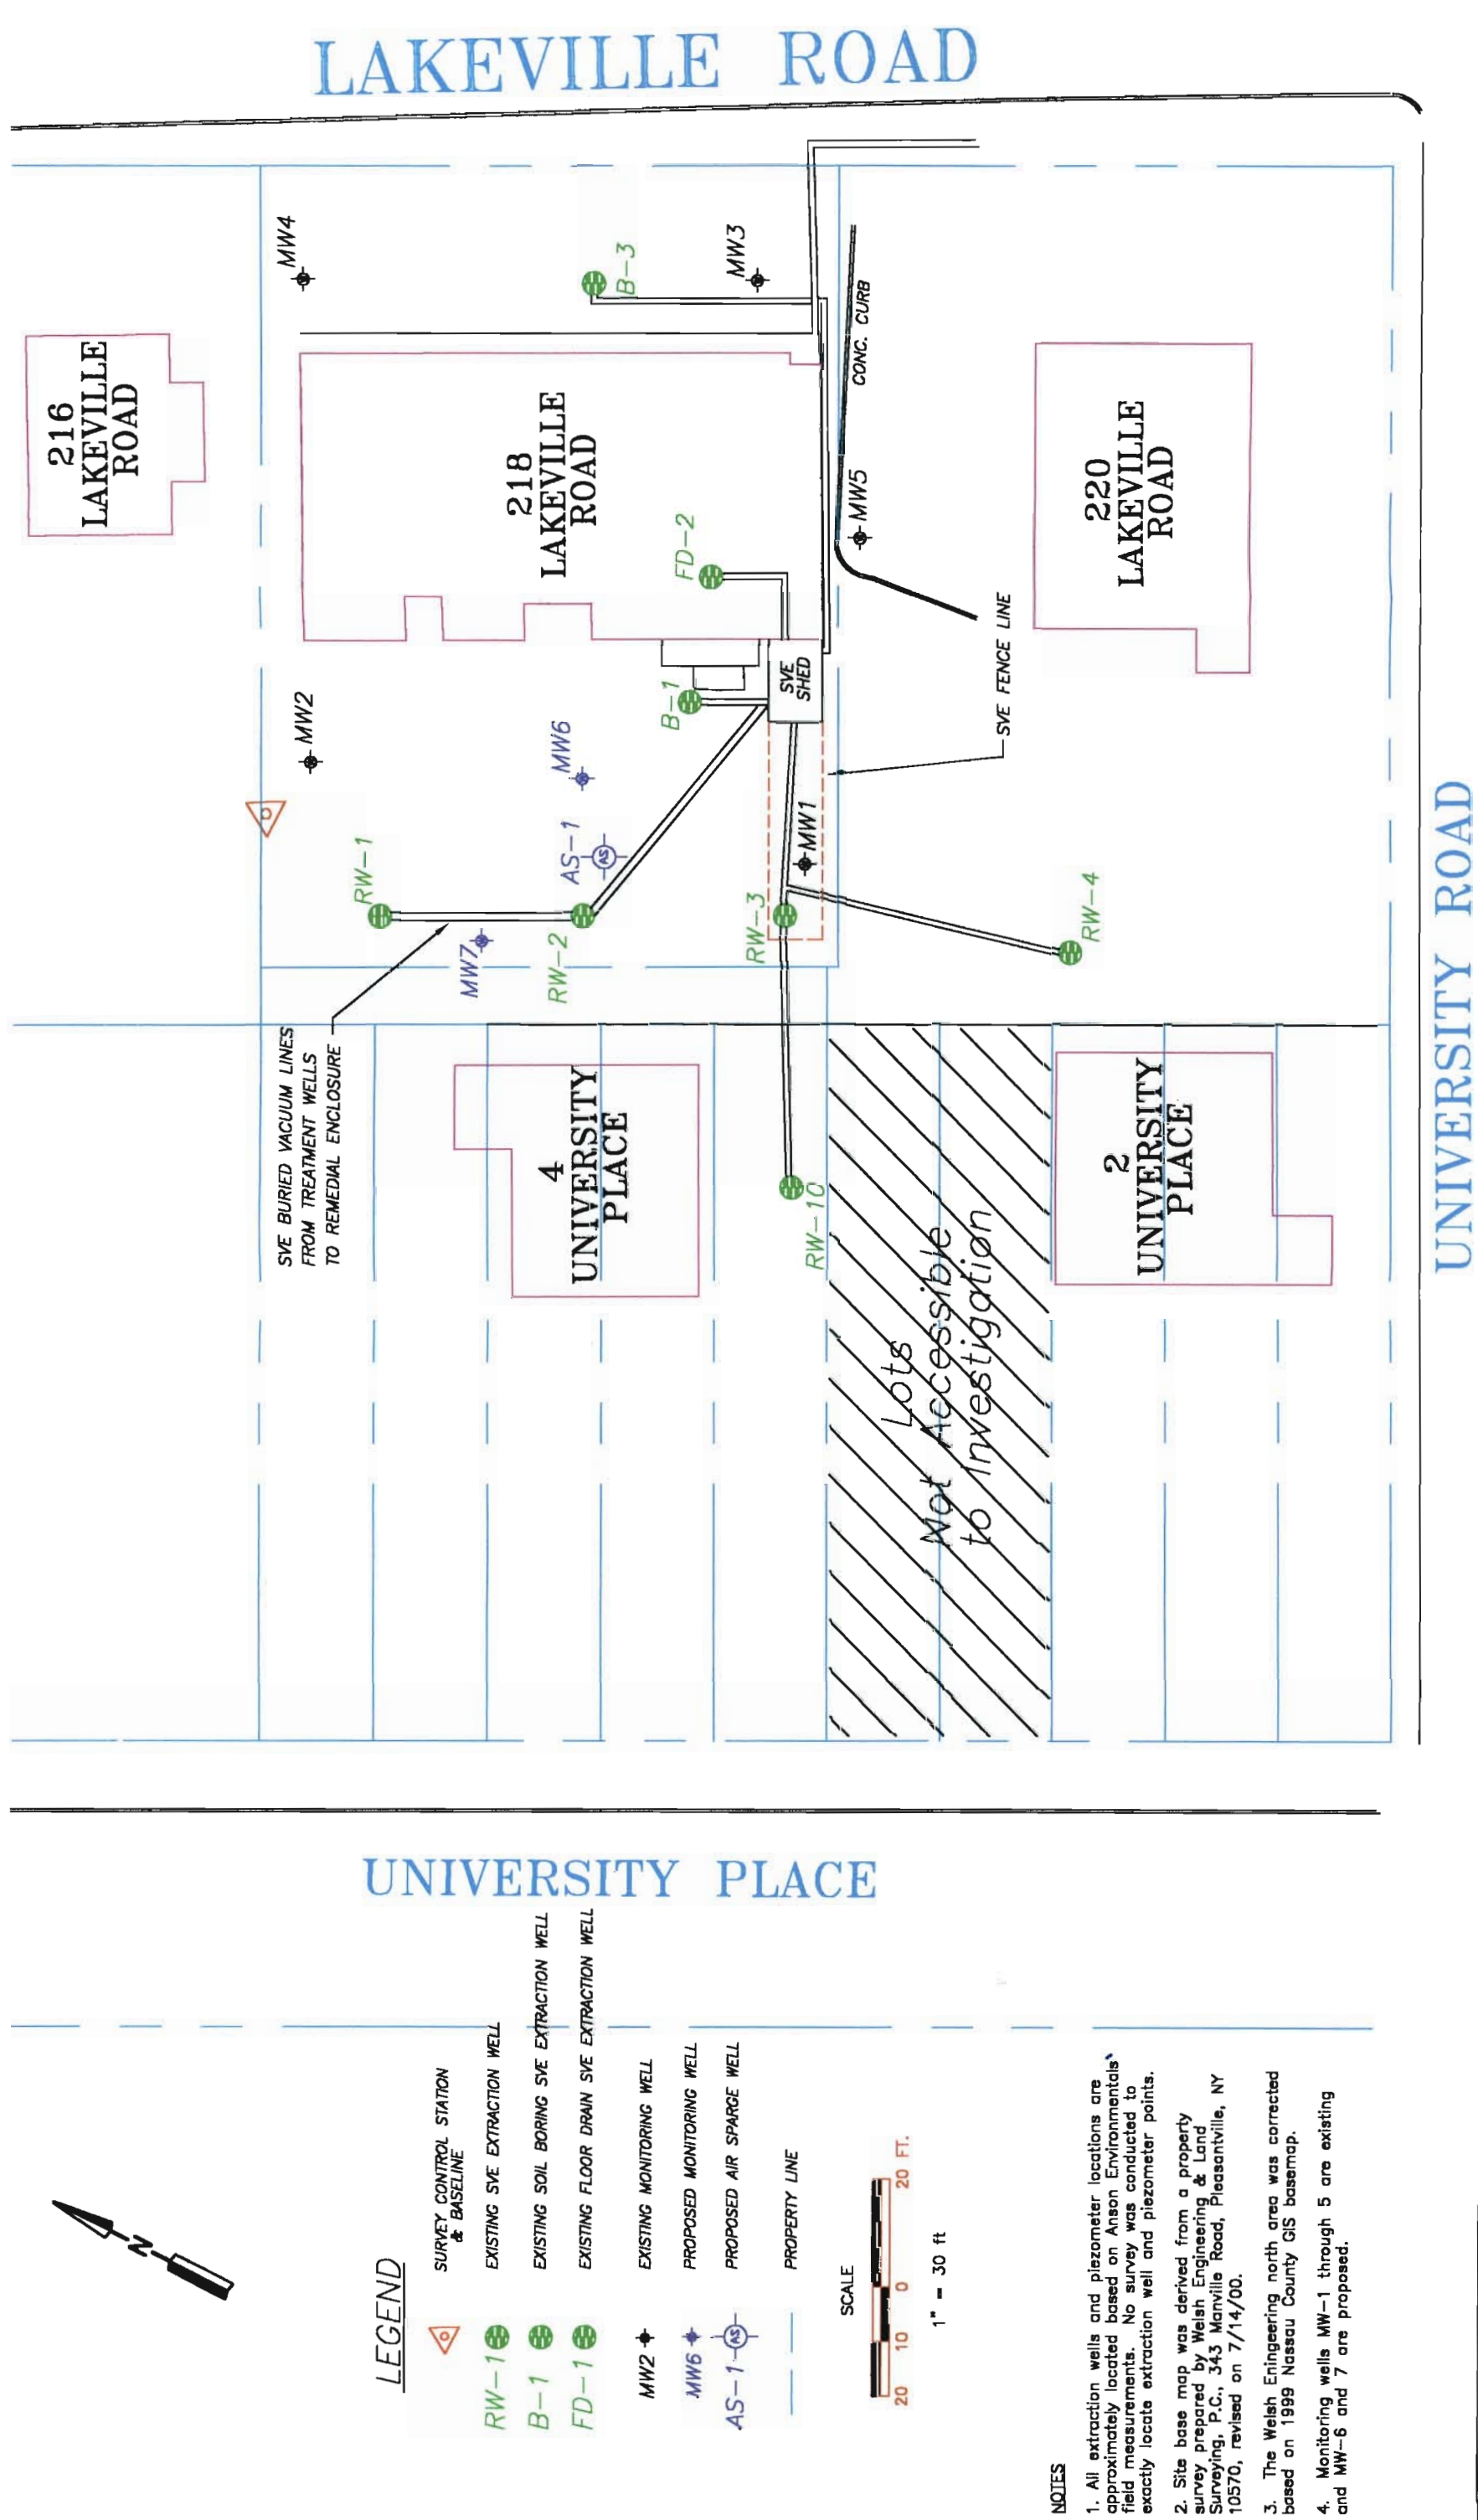 LAKEVILLE ROAD
216
LAKEVILLE
ROAD
MW4
B-3
MW3
218
LAKEVILLE
ROAD
CONC. CURB
FD-2
MW5
220
LAKEVILLE
ROAD
SVE
SHED
SVE FENCE LINE
B-1
MW2
MW6
AS-1
AS
MW1
RW-1
MW7
RW-2
RW-3
RW-4
SVE BURIED VACUUM LINES
FROM TREATMENT WELLS
TO REMEDIAL ENCLOSURE
4
UNIVERSITY
PLACE
RW-10
2
UNIVERSITY
PLACE
Lots
Not Accessible
to Investigation
UNIVERSITY ROAD
UNIVERSITY PLACE
N
LEGEND
SURVEY CONTROL STATION
& BASELINE
RW-1 EXISTING SVE EXTRACTION WELL
B-1 EXISTING SOIL BORING SVE EXTRACTION WELL
FD-1 EXISTING FLOOR DRAIN SVE EXTRACTION WELL
MW2 EXISTING MONITORING WELL
MW6 PROPOSED MONITORING WELL
AS-1 AS PROPOSED AIR SPARGE WELL
PROPERTY LINE
SCALE
20 10 0 20 FT.
1" = 30 ft
NOTES
1. All extraction wells and piezometer locations are
approximately located based on Anson Environmentals'
field measurements. No survey was conducted to
exactly locate extraction well and piezometer points.
2. Site base map was derived from a property
survey prepared by Welsh Engineering & Land
Surveying, P.C., 343 Manville Road, Pleasantville, NY
10570, revised on 7/14/00.
3. The Welsh Eningeering north area was corrected
based on 1999 Nassau County GIS basemap.
4. Monitoring wells MW-1 through 5 are existing
and MW-6 and 7 are proposed.